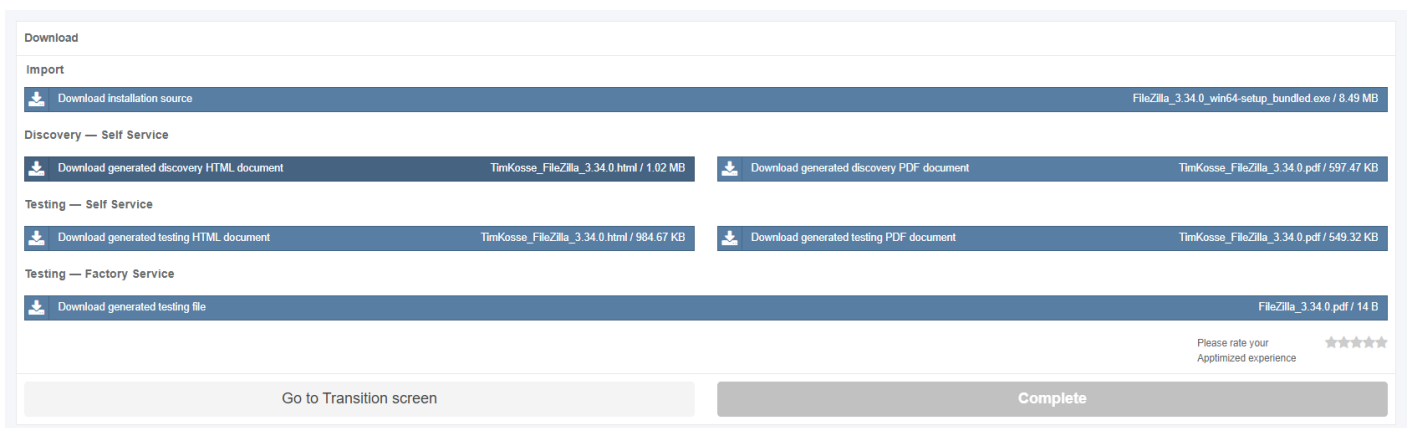 Download
Import
Download installation source FileZilla_3.34.0_win64-setup_bundled.exe / 8.49 MB
Discovery — Self Service
Download generated discovery HTML document TimKosse_FileZilla_3.34.0.html / 1.02 MB Download generated discovery PDF document TimKosse_FileZilla_3.34.0.pdf / 597.47 KB
Testing — Self Service
Download generated testing HTML document TimKosse_FileZilla_3.34.0.html / 984.67 KB Download generated testing PDF document TimKosse_FileZilla_3.34.0.pdf / 549.32 KB
Testing — Factory Service
Download generated testing file FileZilla_3.34.0.pdf / 14 B
Please rate your
Apptimized experience
Go to Transition screen Complete